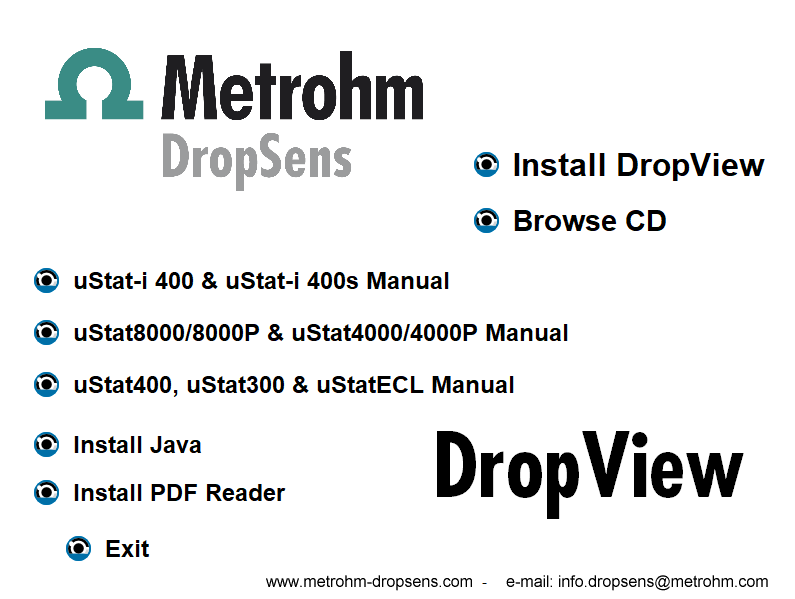 Metrohm
DropSens
Install DropView
Browse CD
uStat-i 400 & uStat-i 400s Manual
uStat8000/8000P & uStat4000/4000P Manual
uStat400, uStat300 & uStatECL Manual
Install Java
Install PDF Reader
DropView
Exit
www.metrohm-dropsens.com - e-mail: info.dropsens@metrohm.com